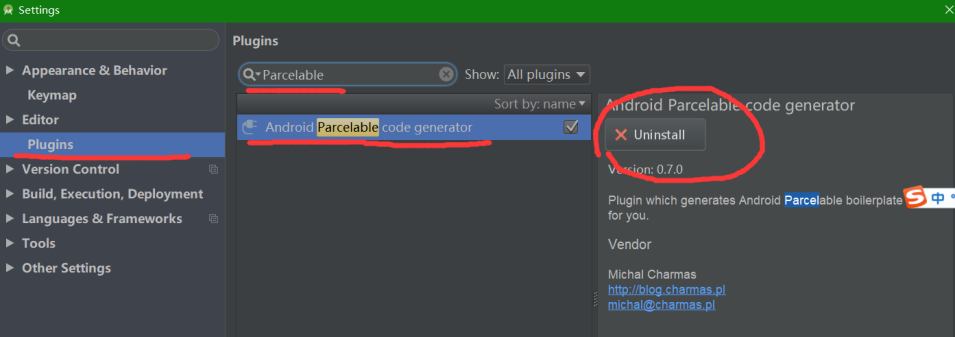 Settings
Plugins
Appearance & Behavior
Keymap
Editor
Plugins
Version Control
Build, Execution, Deployment
Languages & Frameworks
Tools
Other Settings
Parcelable
Show: All plugins
Sort by: name
Android Parcelable code generator
Android Parcelable code generator
Uninstall
Version: 0.7.0
Plugin which generates Android Parcelable boilerplate
for you.
Vendor
Michal Charmas
http://blog.charmas.pl
michal@charmas.pl
S中